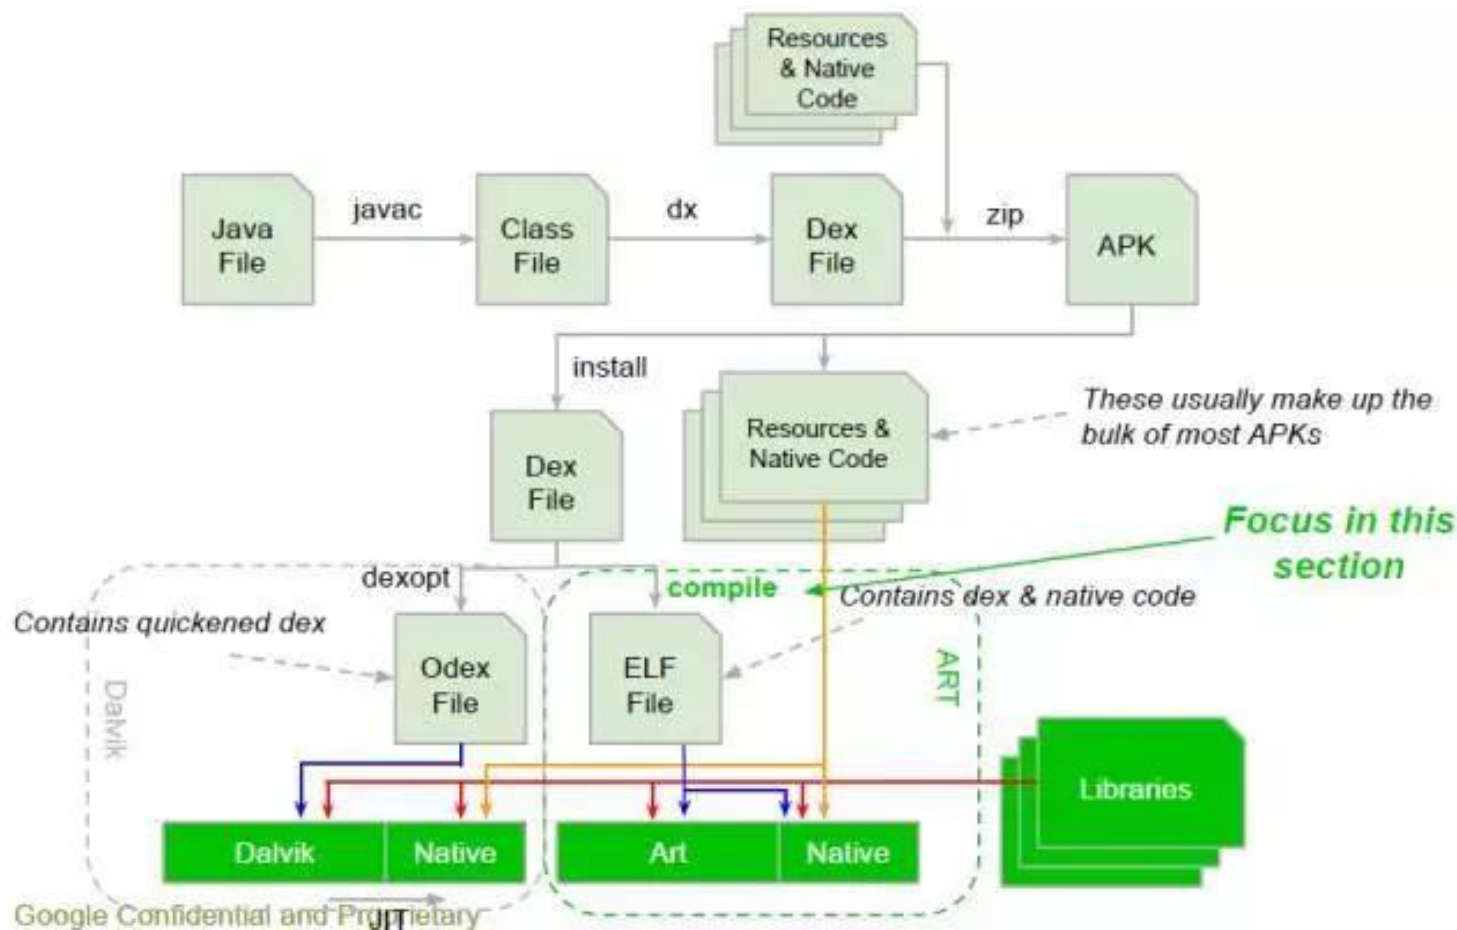 Resources
& Native
Code
javac
dx
zip
Java
File
Class
File
Dex
File
APK
install
Dex
File
Resources &
Native Code
These usually make up the
bulk of most APKs
Focus in this
section
dexopt
compile
Contains quickened dex
Contains dex & native code
Odex
File
ELF
File
Dalvik
ART
Libraries
Dalvik
Native
Art
Native
Google Confidential and Proprietary
JIT